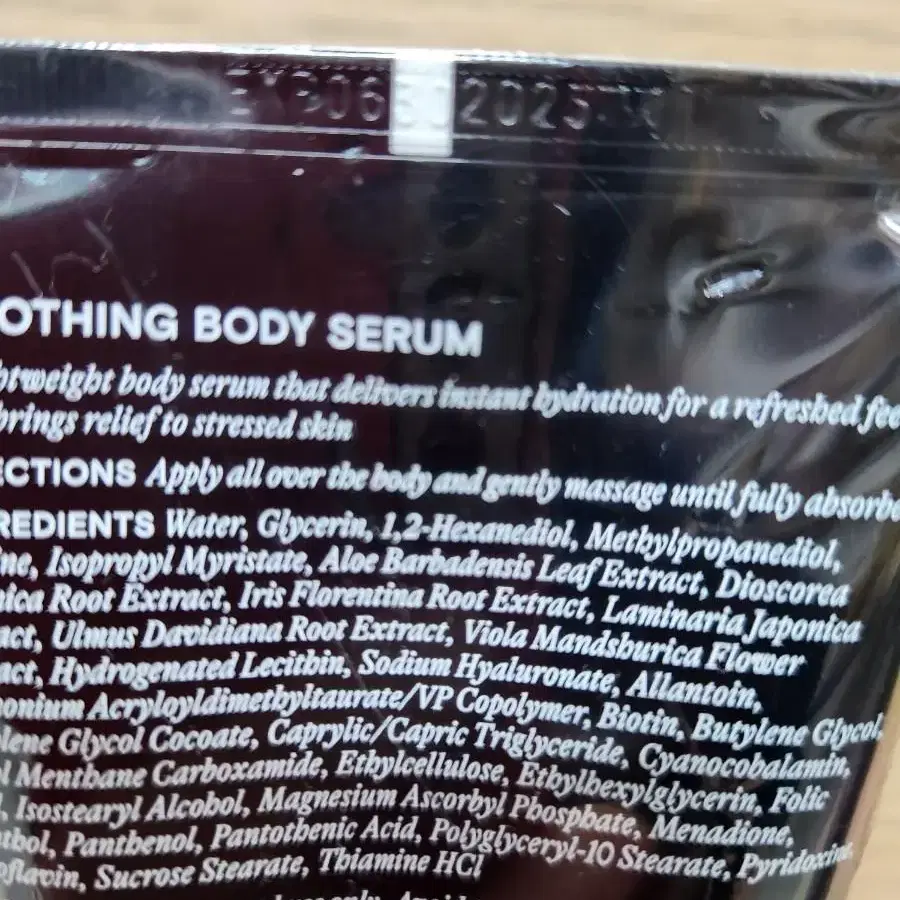 EXP06302025
OTHING BODY SERUM
htweight body serum that delivers instant hydration for a refreshed fee
brings relief to stressed skin
ECTIONS Apply all over the body and gently massage until fully absorbe
REDIENTS Water, Glycerin, 1,2-Hexanediol, Methylpropanediol,
ne, Isopropyl Myristate, Aloe Barbadensis Leaf Extract, Dioscorea
nica Root Extract, Iris Florentina Root Extract, Laminaria Japonica
act, Ulmus Davidiana Root Extract, Viola Mandshurica Flower
act, Hydrogenated Lecithin, Sodium Hyaluronate, Allantoin,
onium Acryloyldimethyltaurate/VP Copolymer, Biotin, Butylene Glycol,
lene Glycol Cocoate, Caprylic/Capric Triglyceride, Cyanocobalamin,
l Menthane Carboxamide, Ethylcellulose, Ethylhexylglycerin, Folic
, Isostearyl Alcohol, Magnesium Ascorbyl Phosphate, Menadione,
thol, Panthenol, Pantothenic Acid, Polyglyceryl-10 Stearate, Pyridoxine,
oflavin, Sucrose Stearate, Thiamine HCl